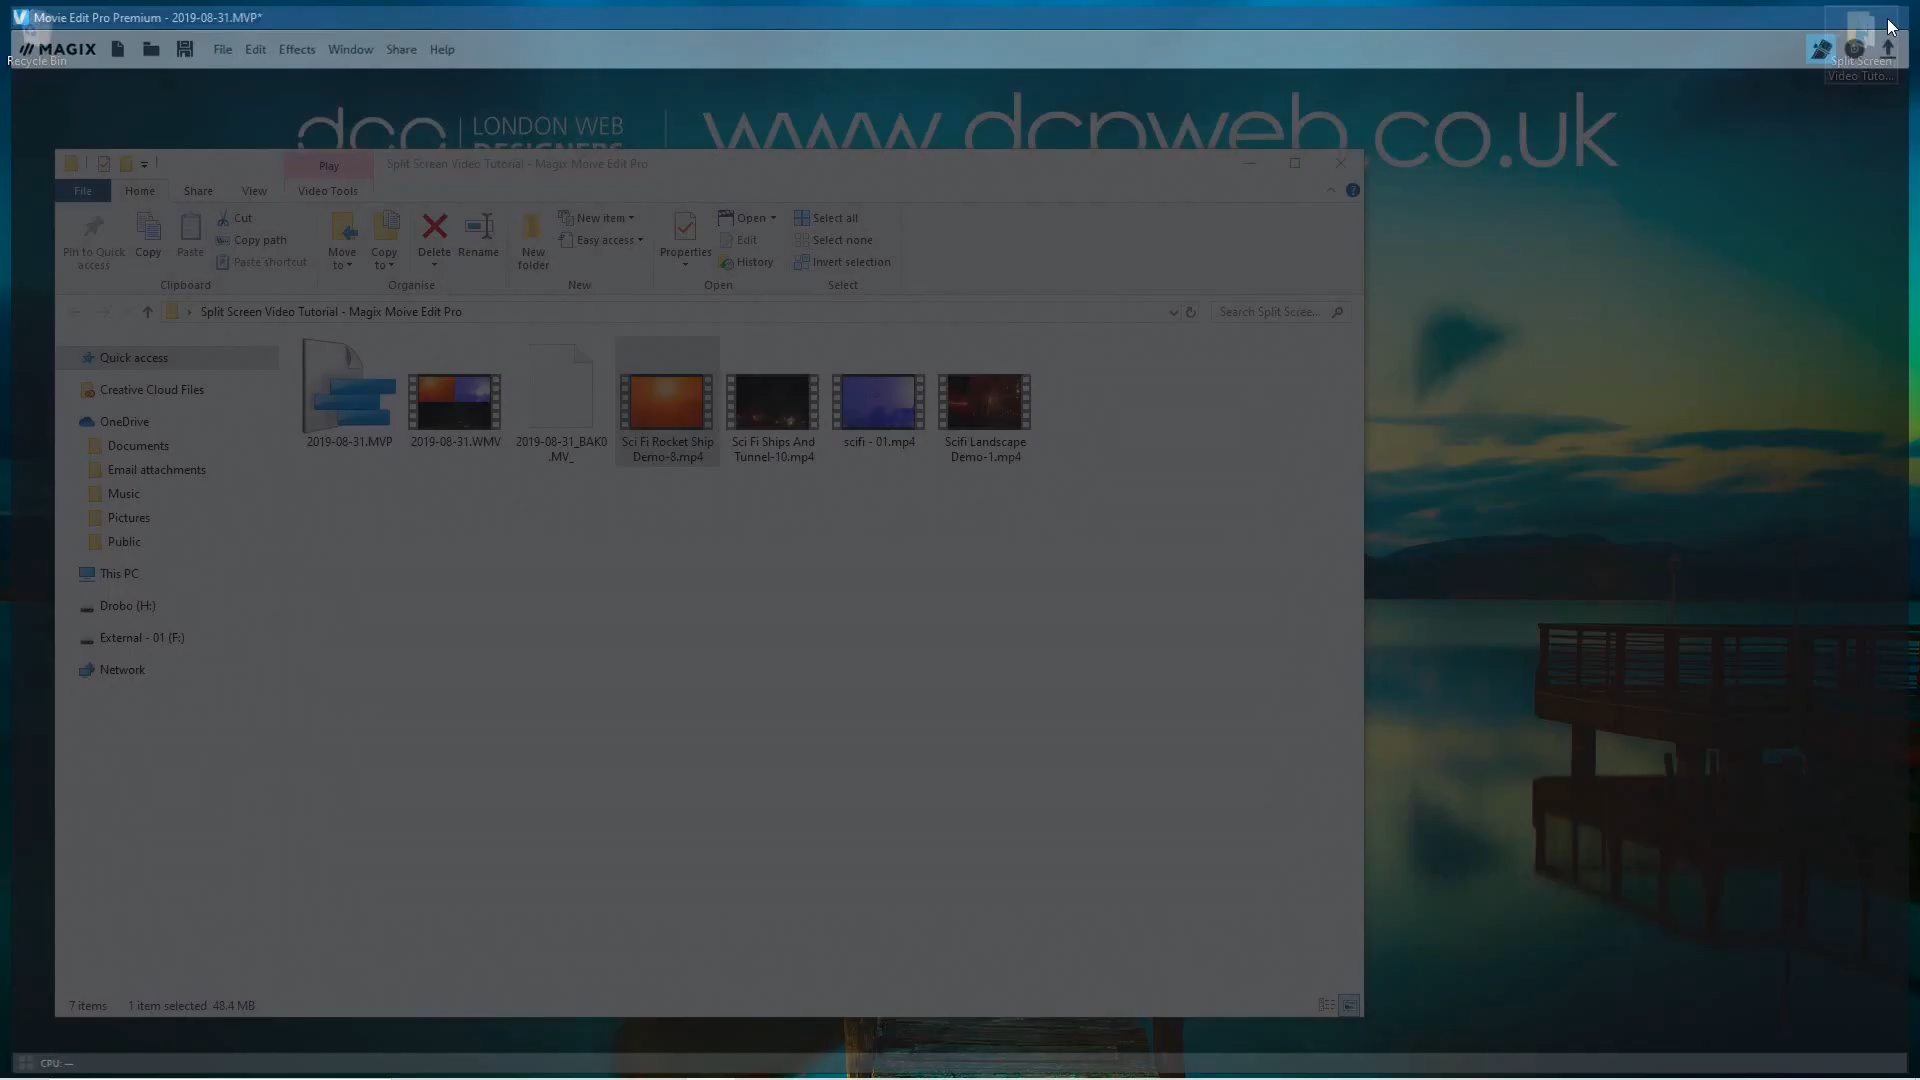 Movie Edit Pro Premium - 2019-08-31.MVP*
MAGIX File Edit Effects Window Share Help
Recycle Bin
Split Screen
Video Tuto...
dcp LONDON WEB
DESIGNERS
www.dcpweb.co.uk
Play Split Screen Video Tutorial - Magix Moive Edit Pro
File Home Share View Video Tools
Pin to Quick
access
Copy
Paste
Cut
Copy path
Paste shortcut
Clipboard
Move
to
Copy
to
Delete
Rename
Organise
New
folder
New item
Easy access
New
Properties
Open
Edit
History
Open
Select all
Select none
Invert selection
Select
Split Screen Video Tutorial - Magix Moive Edit Pro
Search Split Scree...
Quick access
Creative Cloud Files
OneDrive
Documents
Email attachments
Music
Pictures
Public
This PC
Drobo (H:)
External - 01 (F:)
Network
2019-08-31.MVP
2019-08-31.WMV
2019-08-31_BAK0
.MV_
Sci Fi Rocket Ship
Demo-8.mp4
Sci Fi Ships And
Tunnel-10.mp4
scifi - 01.mp4
Scifi Landscape
Demo-1.mp4
7 items 1 item selected 48.4 MB
CPU: —